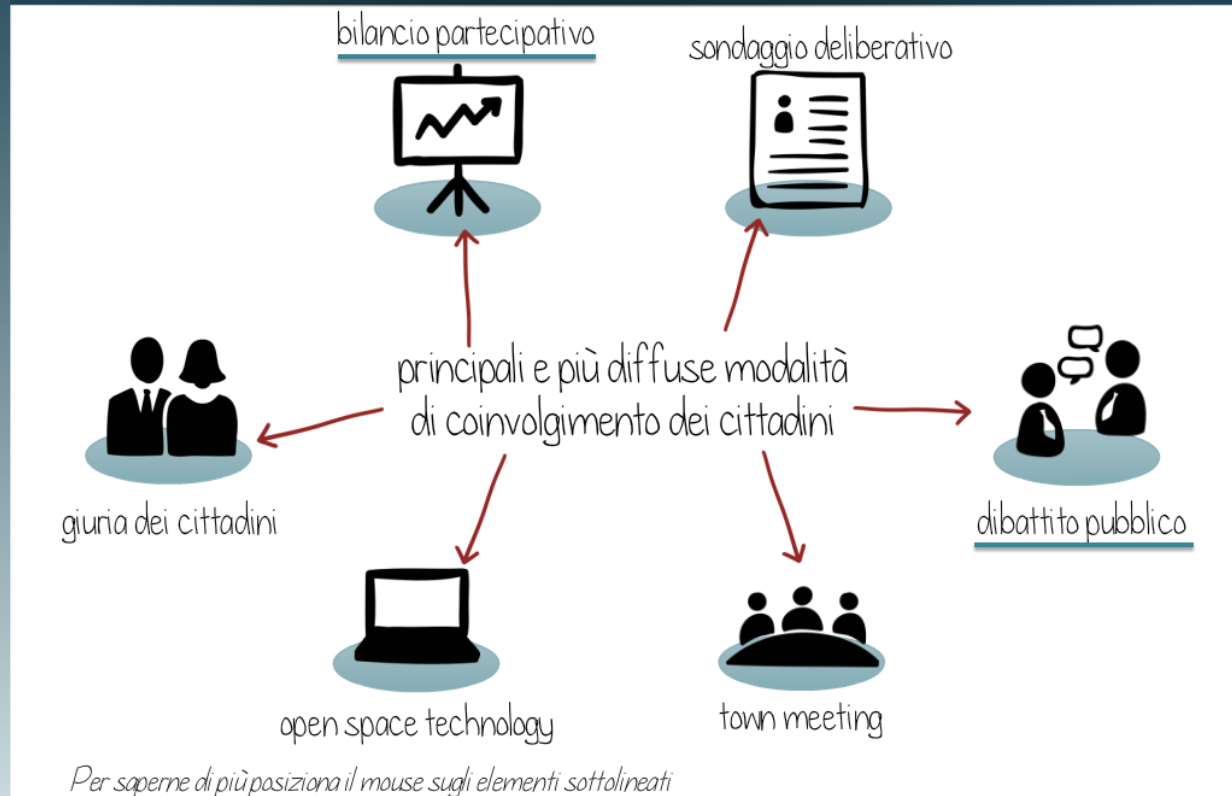 bilancio partecipativo
sondaggio deliberativo
principali e più diffuse modalità
di coinvolgimento dei cittadini
giuria dei cittadini
dibattito pubblico
open space technology
town meeting
Per saperne di più posiziona il mouse sugli elementi sottolineati